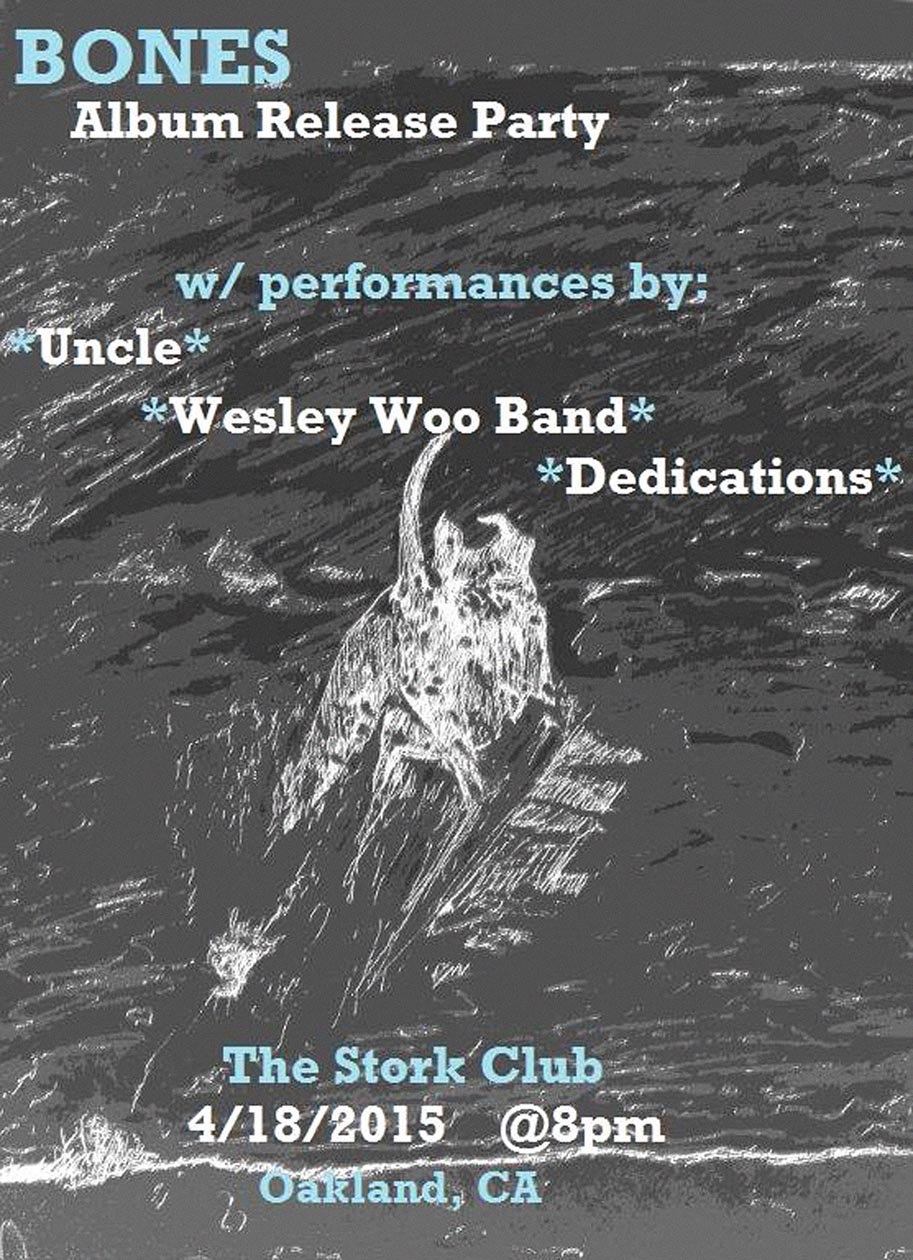 BONES
Album Release Party
w/ performances by;
*Uncle*
*Wesley Woo Band*
*Dedications*
The Stork Club
4/18/2015 @8pm
Oakland, CA